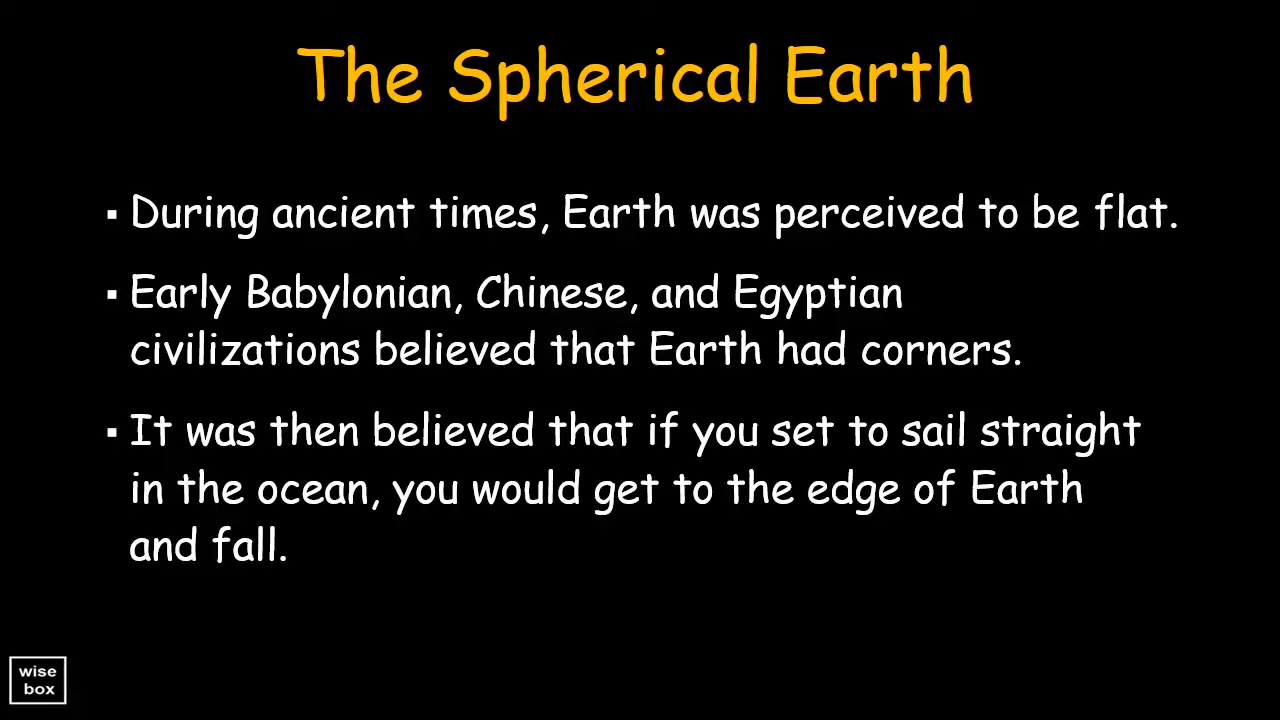 The Spherical Earth
▪ During ancient times, Earth was perceived to be flat.
▪ Early Babylonian, Chinese, and Egyptian
civilizations believed that Earth had corners.
▪ It was then believed that if you set to sail straight
in the ocean, you would get to the edge of Earth
and fall.
wise
box